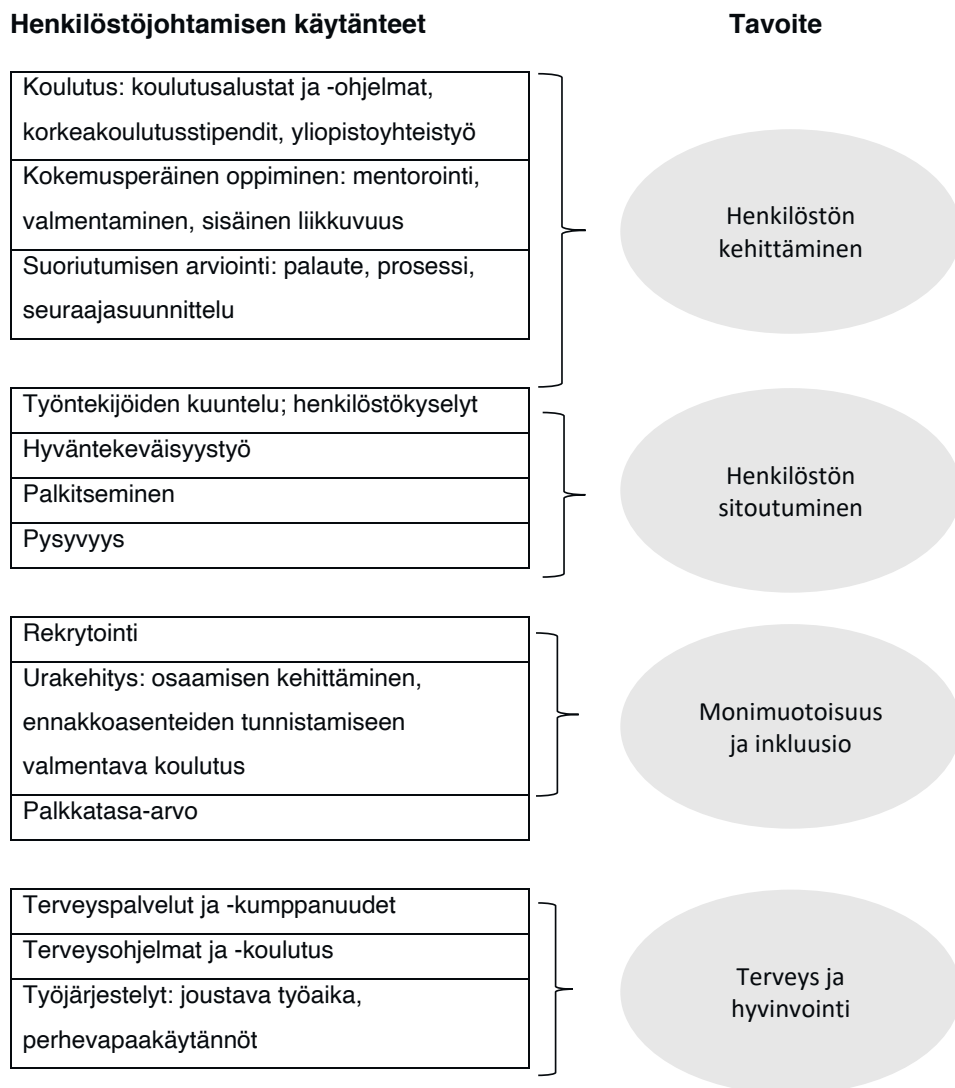 Henkilöstöjohtamisen käytänteet
Tavoite
Koulutus: koulutusalustat ja -ohjelmat,
korkeakoulutusstipendit, yliopistoyhteistyö
Kokemusperäinen oppiminen: mentorointi,
valmentaminen, sisäinen liikkuvuus
Suoriutumisen arviointi: palaute, prosessi,
seuraajasuunnittelu
Henkilöstön
kehittäminen
Työntekijöiden kuuntelu; henkilöstökyselyt
Hyväntekeväisyystyö
Palkitseminen
Pysyvyys
Henkilöstön
sitoutuminen
Rekrytointi
Urakehitys: osaamisen kehittäminen,
ennakkoasenteiden tunnistamiseen
valmentava koulutus
Palkkatasa-arvo
Monimuotoisuus
ja inkluusio
Terveyspalvelut ja -kumppanuudet
Terveysohjelmat ja -koulutus
Työjärjestelyt: joustava työaika,
perhevapaakäytännöt
Terveys ja
hyvinvointi